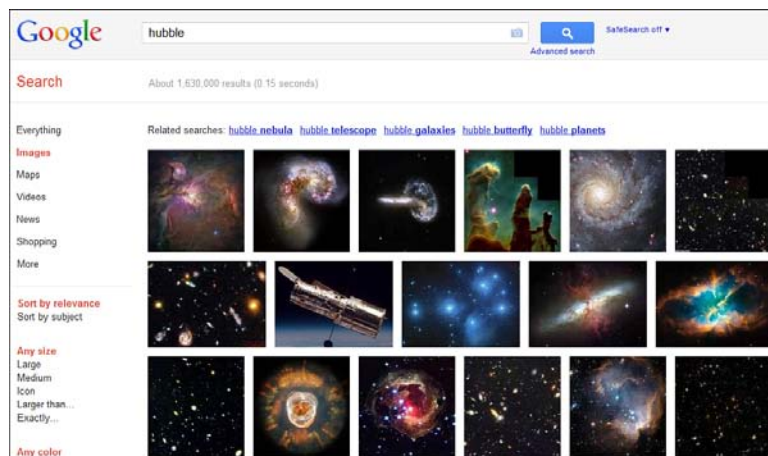 Google
hubble
SafeSearch off ▼
Advanced search
Search
About 1,630,000 results (0.15 seconds)
Everything
Images
Maps
Videos
News
Shopping
More
Sort by relevance
Sort by subject
Any size
Large
Medium
Icon
Larger than...
Exactly...
Any color
Related searches: hubble nebula hubble telescope hubble galaxies hubble butterfly hubble planets